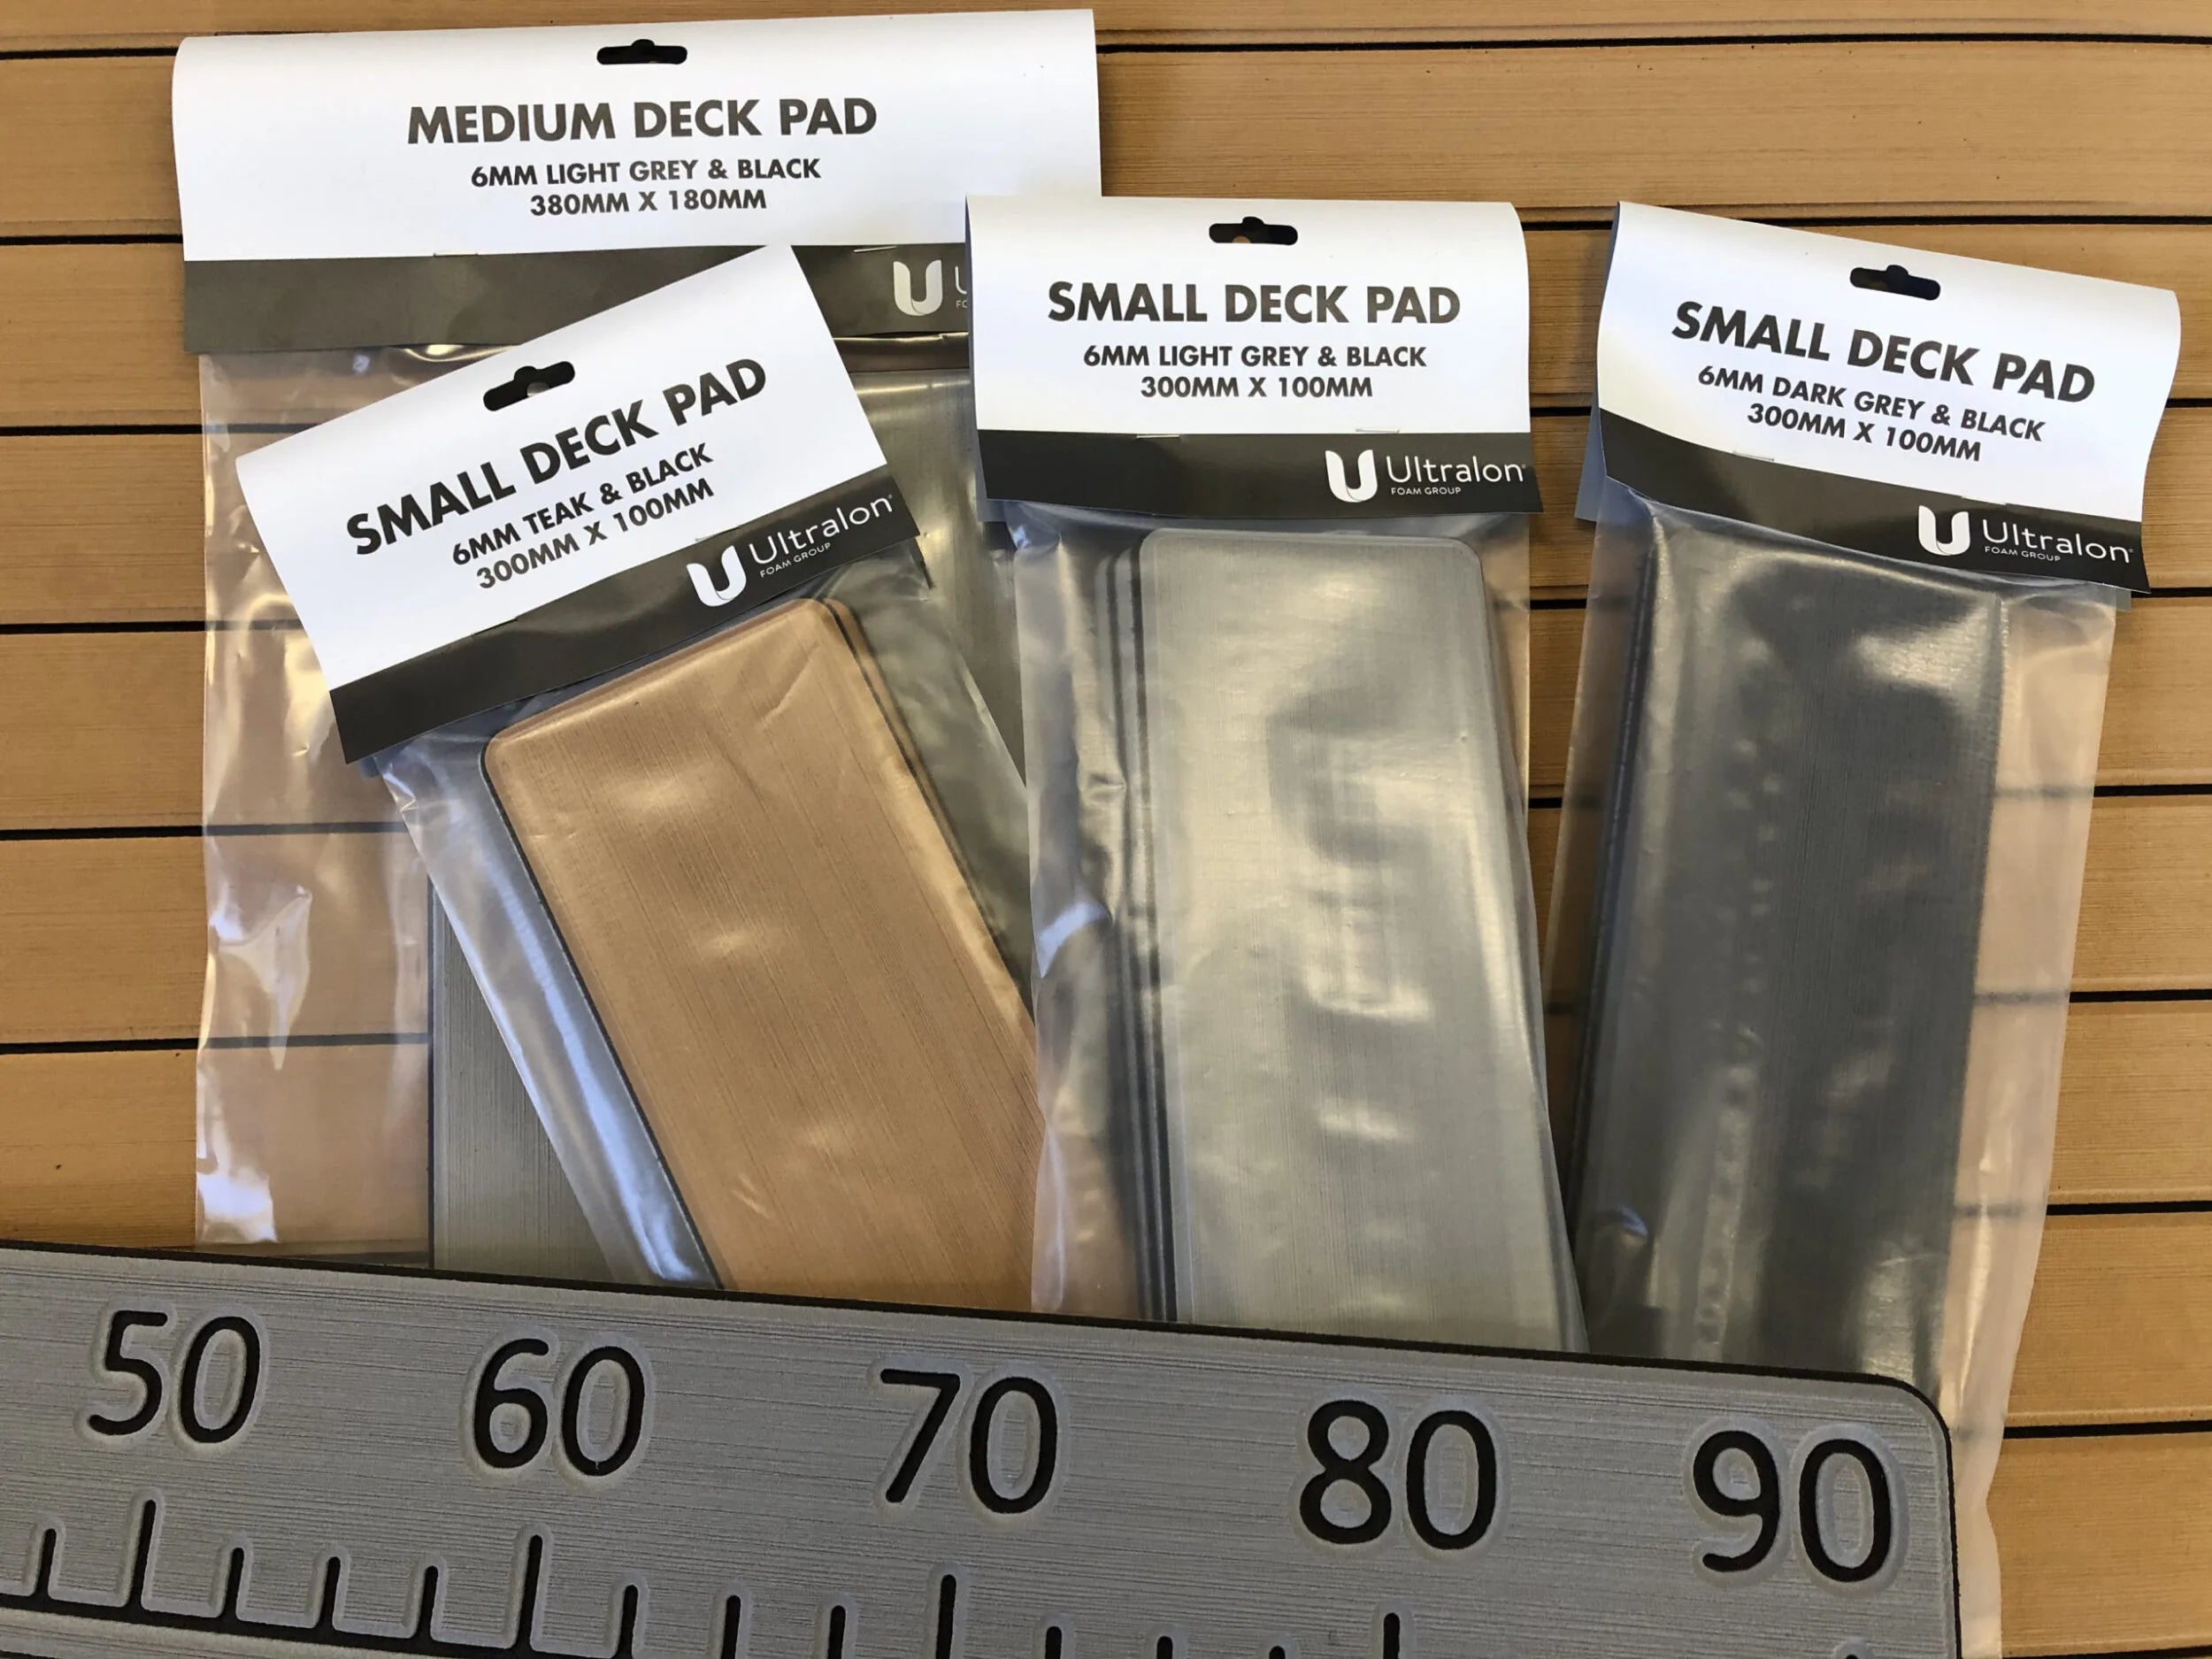 MEDIUM DECK PAD
6MM LIGHT GREY & BLACK
380MM X 180MM
SMALL DECK PAD
6MM TEAK & BLACK
300MM X 100MM
Ultralon
FOAM GROUP
SMALL DECK PAD
6MM LIGHT GREY & BLACK
300MM X 100MM
Ultralon
FOAM GROUP
SMALL DECK PAD
6MM DARK GREY & BLACK
300MM X 100MM
Ultralon
FOAM GROUP
50 60 70 80 90